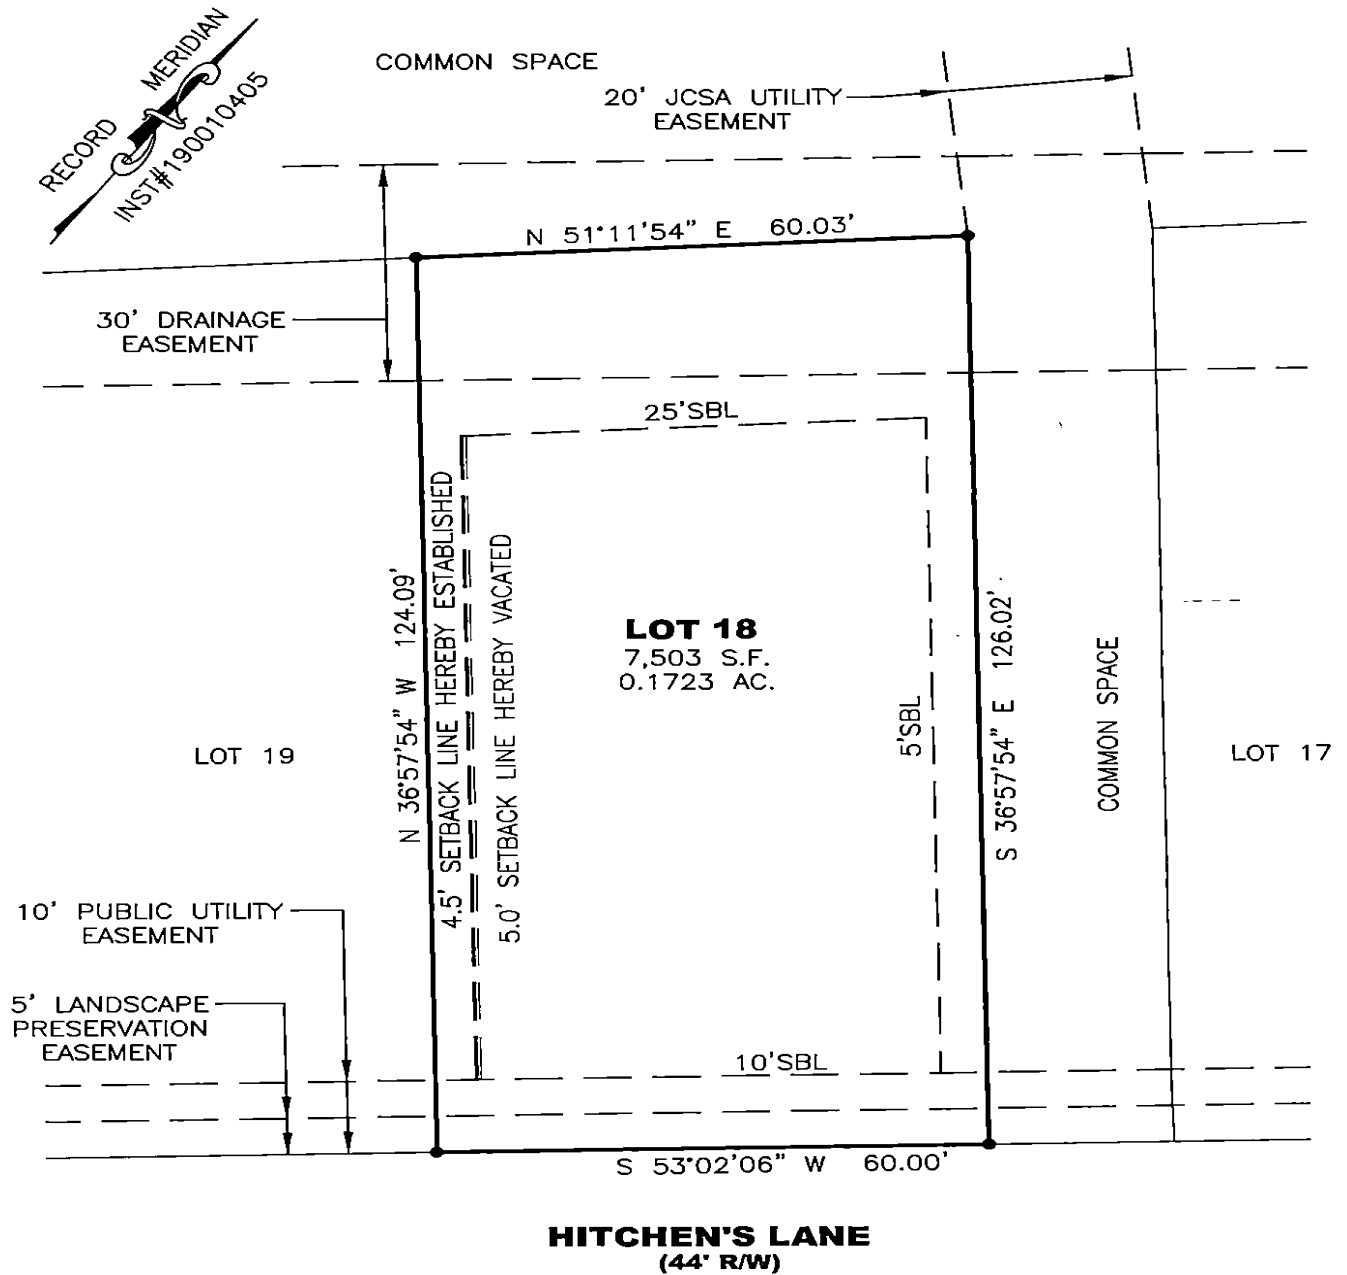 RECORD MERIDIAN
INST#190010405
COMMON SPACE
20' JCSA UTILITY
EASEMENT
N 51°11'54" E 60.03'
30' DRAINAGE
EASEMENT
25'SBL
N 36°57'54" W 124.09'
4.5' SETBACK LINE HEREBY ESTABLISHED
5.0' SETBACK LINE HEREBY VACATED
LOT 18
7,503 S.F.
0.1723 AC.
5'SBL
S 36°57'54" E 126.02'
COMMON SPACE
LOT 19
LOT 17
10' PUBLIC UTILITY
EASEMENT
5' LANDSCAPE
PRESERVATION
EASEMENT
10'SBL
S 53°02'06" W 60.00'
HITCHEN'S LANE
(44' R/W)